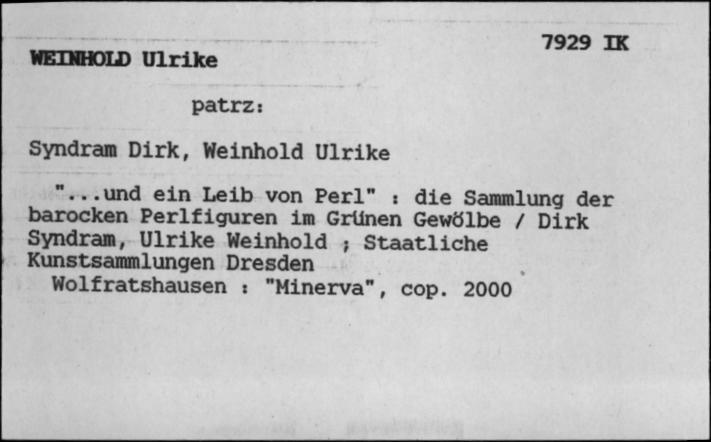 7929 IK
WEINHOLD Ulrike
patrz:
Syndram Dirk, Weinhold Ulrike
"...und ein Leib von Perl" : die Sammlung der
barocken Perlfiguren im Grünen Gewölbe / Dirk
Syndram, Ulrike Weinhold ; Staatliche
Kunstsammlungen Dresden
Wolfratshausen : "Minerva", cop. 2000